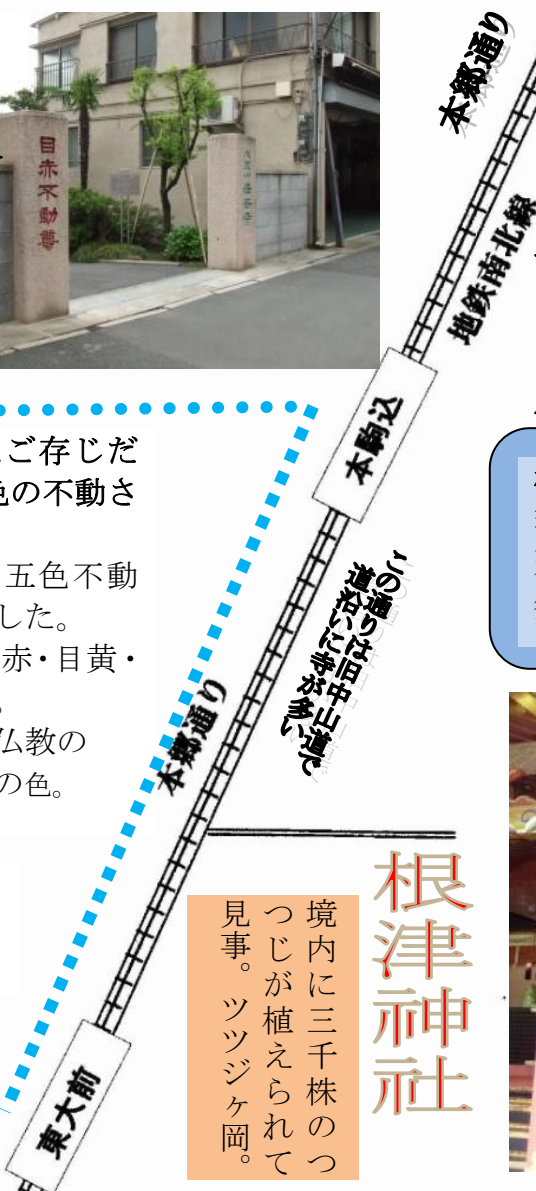 目赤不動尊
本郷通り
地鉄南北線
本駒込
ご存じだ
色の不動さ
五色不動
した。
赤・目黄・
仏教の
の色。
この通りは旧中山道で
道沿いに寺が多い
本郷通り
根津神社
境内に三千株のつ
つじが植えられて
見事。ツツジヶ岡。
東大前